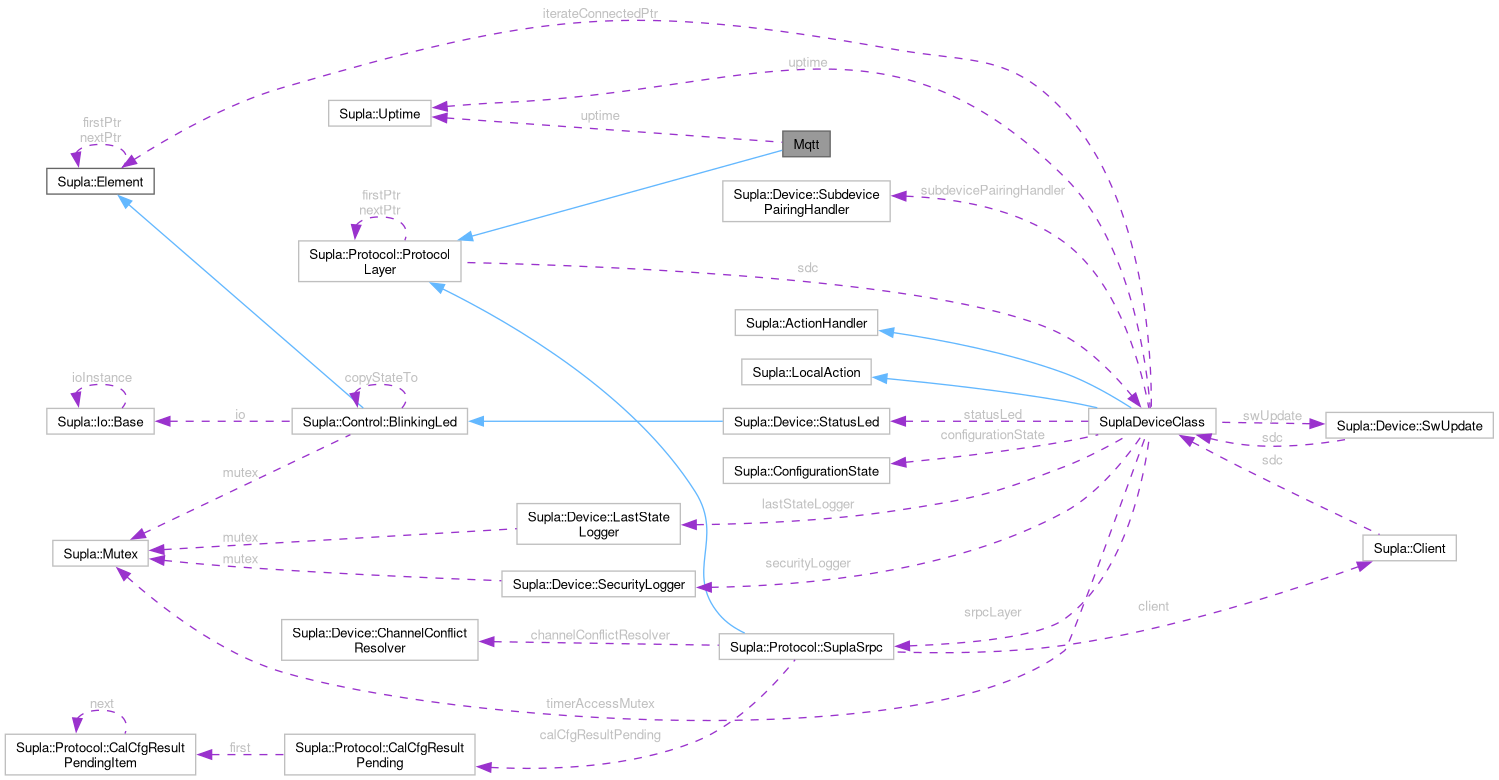 iterateConnectedPtr
uptime
Supla::Uptime
uptime
firstPtr
nextPtr
Mqtt
Supla::Element
subdevicePairingHandler
Supla::Device::Subdevice
PairingHandler
firstPtr
nextPtr
Supla::Protocol::Protocol
Layer
sdc
Supla::ActionHandler
Supla::LocalAction
ioInstance
copyStateTo
Supla::Io::Base
io
Supla::Control::BlinkingLed
Supla::Device::StatusLed
statusLed
SuplaDeviceClass
swUpdate
Supla::Device::SwUpdate
configurationState
sdc
sdc
Supla::ConfigurationState
mutex
lastStateLogger
Supla::Device::LastState
Logger
mutex
Supla::Mutex
Supla::Client
mutex
securityLogger
Supla::Device::SecurityLogger
client
srpcLayer
Supla::Device::ChannelConflict
Resolver
channelConflictResolver
Supla::Protocol::SuplaSrpc
next
timerAccessMutex
calCfgResultPending
Supla::Protocol::CalCfgResult
PendingItem
first
Supla::Protocol::CalCfgResult
Pending